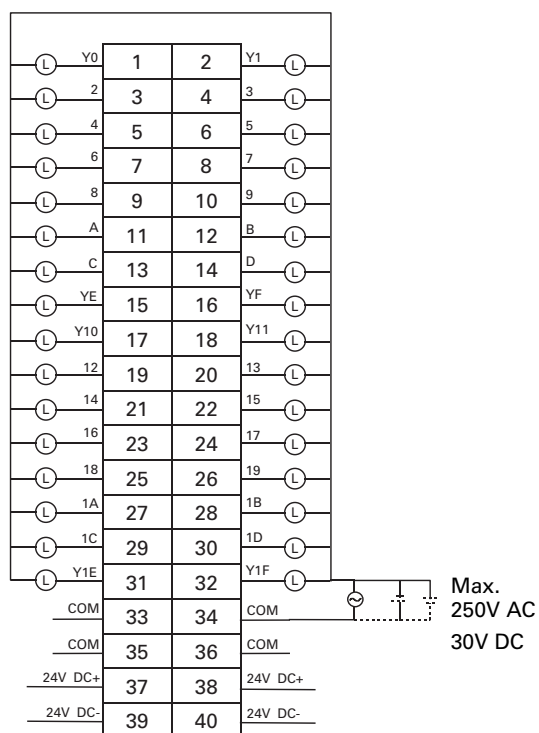 L Y0 1 2 Y1 L
L 2 3 4 3 L
L 4 5 6 5 L
L 6 7 8 7 L
L 8 9 10 9 L
L A 11 12 B L
L C 13 14 D L
L YE 15 16 YF L
L Y10 17 18 Y11 L
L 12 19 20 13 L
L 14 21 22 15 L
L 16 23 24 17 L
L 18 25 26 19 L
L 1A 27 28 1B L
L 1C 29 30 1D L
L Y1E 31 32 Y1F L
COM 33 34 COM
COM 35 36 COM
24V DC+ 37 38 24V DC+
24V DC- 39 40 24V DC-
Max.
250V AC
30V DC